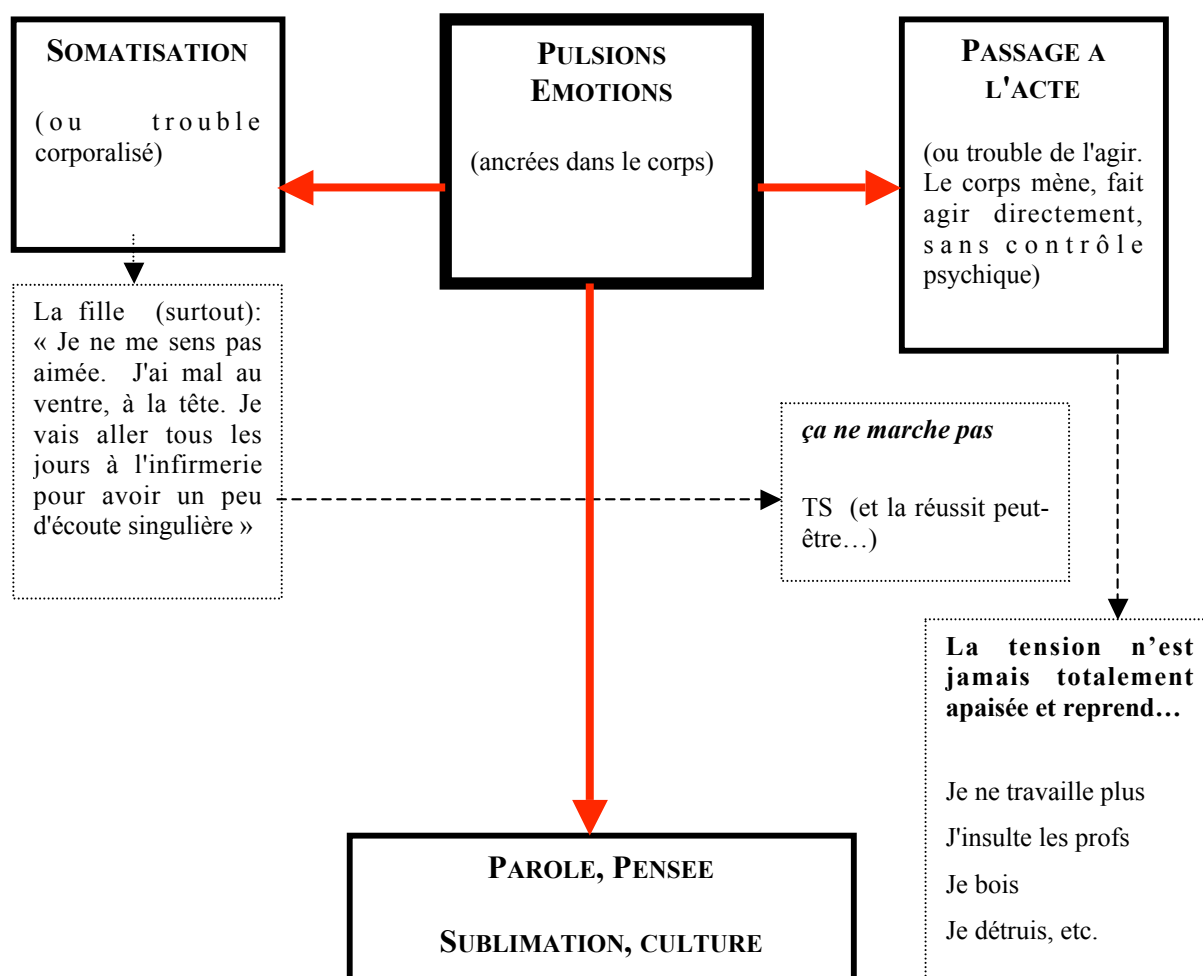 SOMATISATION
(ou trouble
corporalisé)
PULSIONS
EMOTIONS
(ancrées dans le corps)
PASSAGE A
L'ACTE
(ou trouble de l'agir.
Le corps mène, fait
agir directement,
sans contrôle
psychique)
La fille (surtout):
« Je ne me sens pas
aimée. J'ai mal au
ventre, à la tête. Je
vais aller tous les
jours à l'infirmerie
pour avoir un peu
d'écoute singulière »
ça ne marche pas
TS (et la réussit peut-
être…)
La tension n’est
jamais totalement
apaisée et reprend…
Je ne travaille plus
J'insulte les profs
Je bois
Je détruis, etc.
PAROLE, PENSEE
SUBLIMATION, CULTURE